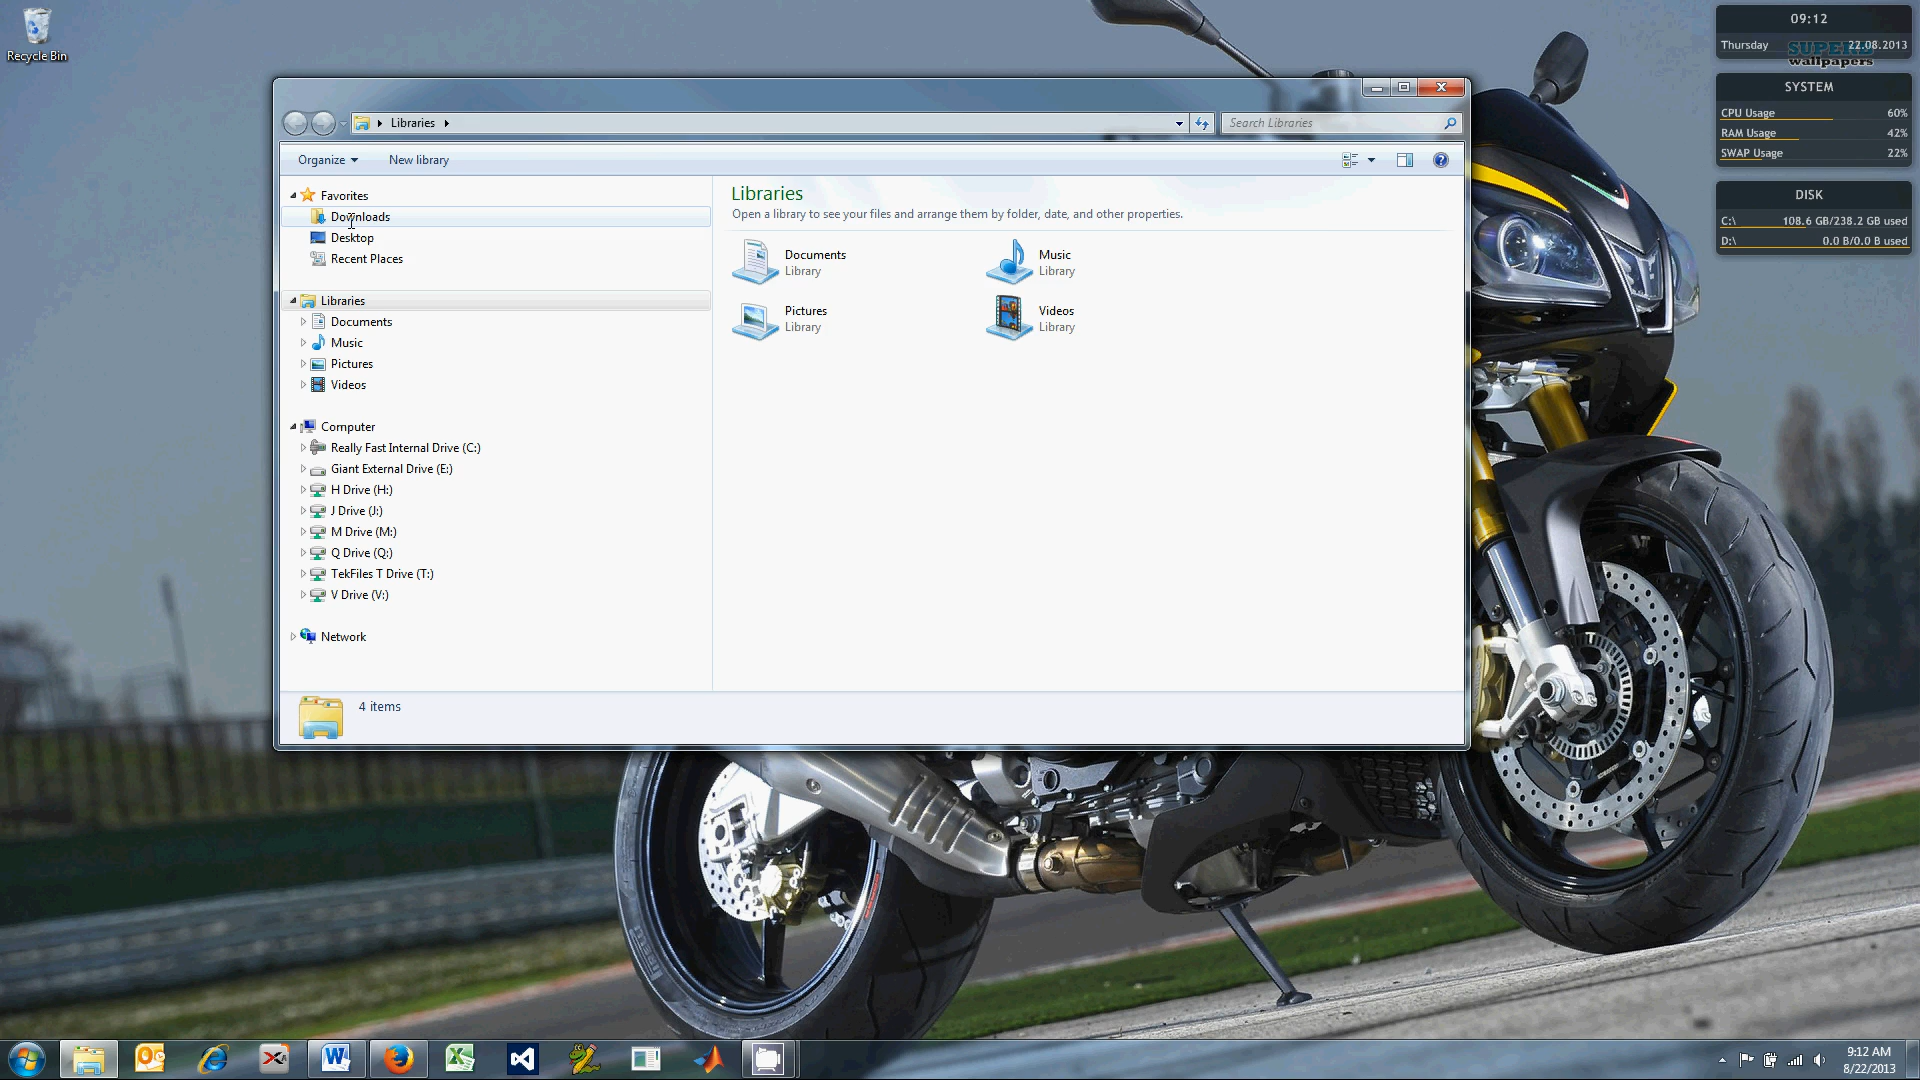 Recycle Bin
09:12
Thursday 22.08.2013
SUPERB
wallpapers
SYSTEM
CPU Usage 60%
RAM Usage 42%
SWAP Usage 22%
DISK
C:\ 108.6 GB/238.2 GB used
D:\ 0.0 B/0.0 B used
Libraries
Search Libraries
Organize New library
Favorites
Downloads
Desktop
Recent Places
Libraries
Documents
Music
Pictures
Videos
Computer
Really Fast Internal Drive (C:)
Giant External Drive (E:)
H Drive (H:)
J Drive (J:)
M Drive (M:)
Q Drive (Q:)
TekFiles T Drive (T:)
V Drive (V:)
Network
Libraries
Open a library to see your files and arrange them by folder, date, and other properties.
Documents
Library
Music
Library
Pictures
Library
Videos
Library
4 items
9:12 AM
8/22/2013